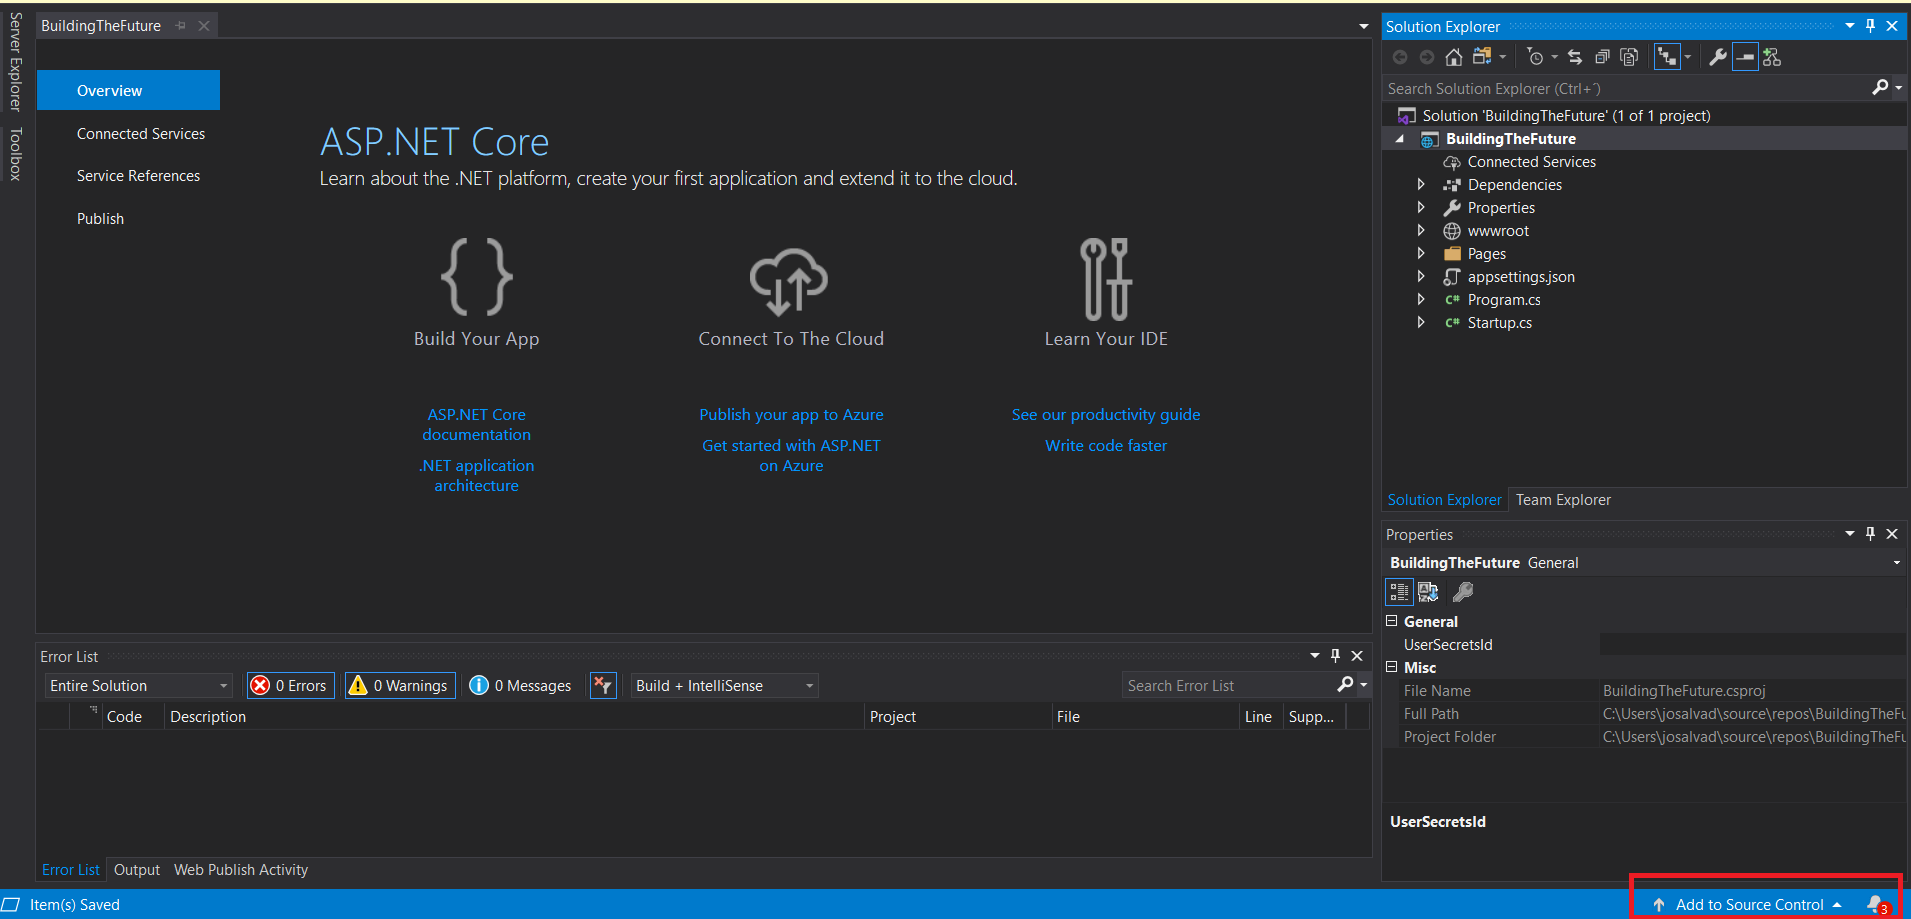 Server Explorer
Toolbox
BuildingTheFuture
Overview
Connected Services
Service References
Publish
ASP.NET Core
Learn about the .NET platform, create your first application and extend it to the cloud.
Build Your App
Connect To The Cloud
Learn Your IDE
ASP.NET Core
documentation
.NET application
architecture
Publish your app to Azure
Get started with ASP.NET
on Azure
See our productivity guide
Write code faster
Error List
Entire Solution
0 Errors
0 Warnings
0 Messages
Build + IntelliSense
Search Error List
Code Description Project File Line Supp...
Error List Output Web Publish Activity
Solution Explorer
Search Solution Explorer (Ctrl+´)
Solution 'BuildingTheFuture' (1 of 1 project)
BuildingTheFuture
Connected Services
Dependencies
Properties
wwwroot
Pages
appsettings.json
C# Program.cs
C# Startup.cs
Solution Explorer Team Explorer
Properties
BuildingTheFuture General
General
UserSecretsId
Misc
File Name BuildingTheFuture.csproj
Full Path C:\Users\josalvad\source\repos\BuildingTheFu
Project Folder C:\Users\josalvad\source\repos\BuildingTheFu
UserSecretsId
Item(s) Saved
Add to Source Control
3